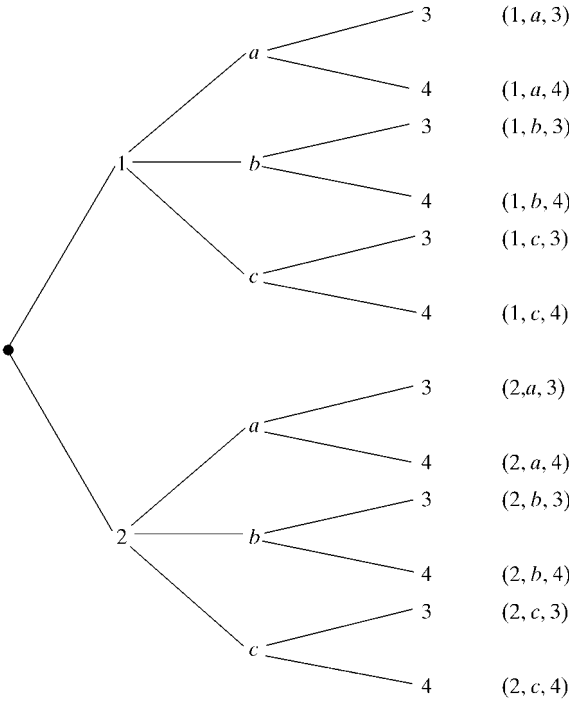 3 (1, a, 3)
a
4 (1, a, 4)
3 (1, b, 3)
1 b
4 (1, b, 4)
3 (1, c, 3)
c
4 (1, c, 4)
3 (2,a, 3)
a
4 (2, a, 4)
3 (2, b, 3)
2 b
4 (2, b, 4)
3 (2, c, 3)
c
4 (2, c, 4)